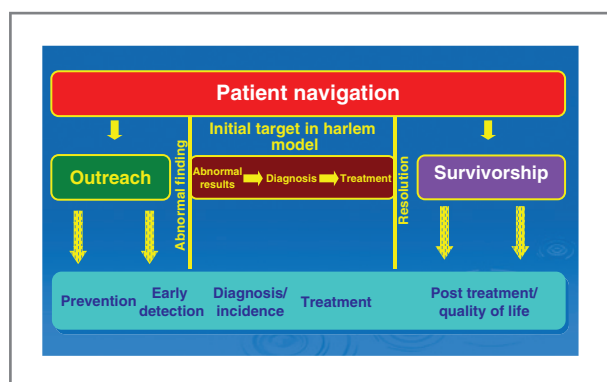 Patient navigation
Initial target in harlem
model
Outreach
Abnormal finding
Abnormal
results
Diagnosis
Treatment
Resolution
Survivorship
Prevention
Early
detection
Diagnosis/
incidence
Treatment
Post treatment/
quality of life